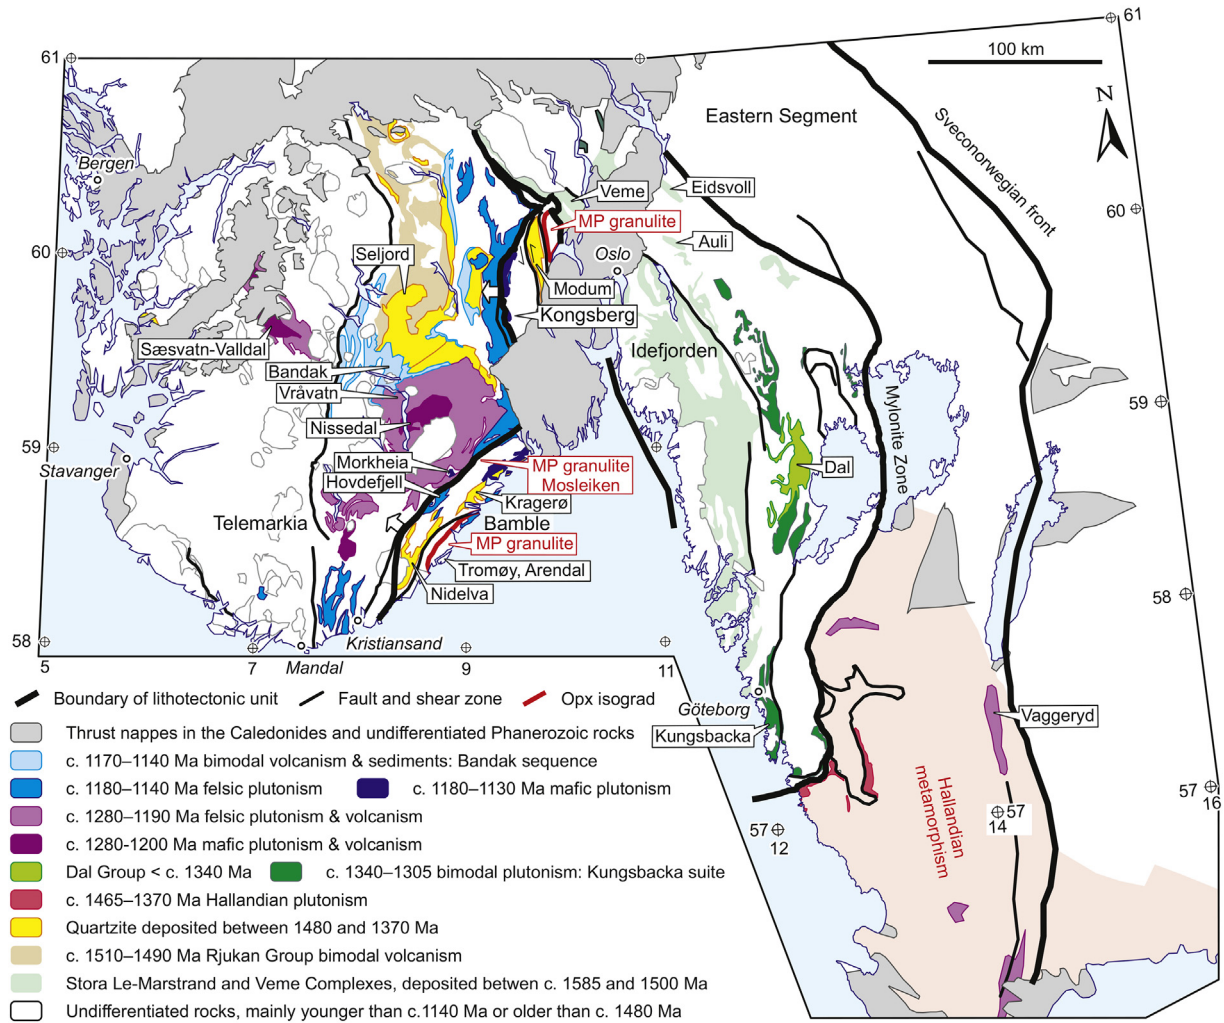 61
61
100 km
N
Eastern Segment
Sveconorwegian front
Bergen
Veme
Eidsvoll
MP granulite
60
60
Auli
Seljord
Oslo
Modum
Kongsberg
Sæsvatn-Valldal
Idefjorden
Bandak
Vråvatn
Mylonite Zone
59
Nissedal
59
Morkheia
MP granulite
Mosleiken
Dal
Stavanger
Hovdefjell
Kragerø
Telemarkia
Bamble
MP granulite
Tromøy, Arendal
Nidelva
58
58
Kristiansand
5
7
Mandal
9
11
Boundary of lithotectonic unit
Fault and shear zone
Opx isograd
Göteborg
Vaggeryd
Kungsbacka
Thrust nappes in the Caledonides and undifferentiated Phanerozoic rocks
c. 1170–1140 Ma bimodal volcanism & sediments: Bandak sequence
c. 1180–1140 Ma felsic plutonism
c. 1180–1130 Ma mafic plutonism
Hallandian
metamorphism
57
16
c. 1280–1190 Ma felsic plutonism & volcanism
57
14
57
12
c. 1280-1200 Ma mafic plutonism & volcanism
Dal Group < c. 1340 Ma
c. 1340–1305 bimodal plutonism: Kungsbacka suite
c. 1465–1370 Ma Hallandian plutonism
Quartzite deposited between 1480 and 1370 Ma
c. 1510–1490 Ma Rjukan Group bimodal volcanism
Stora Le-Marstrand and Veme Complexes, deposited betwen c. 1585 and 1500 Ma
Undifferentiated rocks, mainly younger than c.1140 Ma or older than c. 1480 Ma